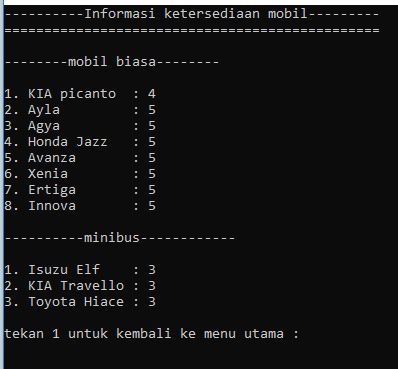 ----------Informasi ketersediaan mobil---------
===============================================
--------mobil biasa--------
1. KIA picanto  : 4
2. Ayla         : 5
3. Agya         : 5
4. Honda Jazz   : 5
5. Avanza       : 5
6. Xenia        : 5
7. Ertiga       : 5
8. Innova       : 5
----------minibus------------
1. Isuzu Elf    : 3
2. KIA Travello : 3
3. Toyota Hiace : 3
tekan 1 untuk kembali ke menu utama :